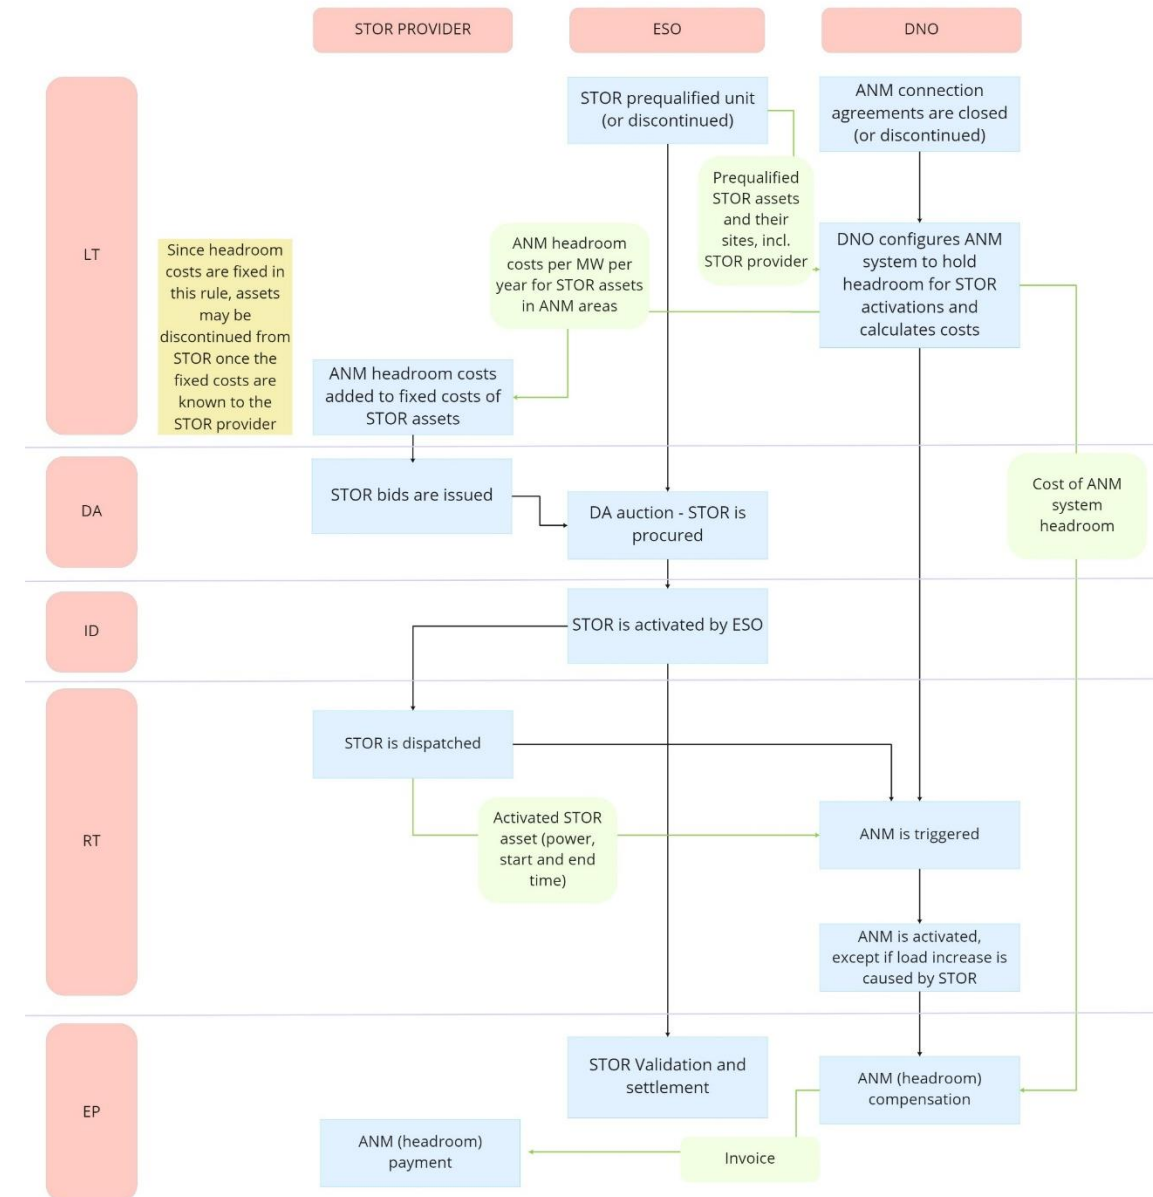 STOR PROVIDER
ESO
DNO
LT
STOR prequalified unit
(or discontinued)
ANM connection
agreements are closed
(or discontinued)
Prequalified
STOR assets
and their
sites, incl.
STOR provider
ANM headroom
costs per MW per
year for STOR assets
in ANM areas
DNO configures ANM
system to hold
headroom for STOR
activations and
calculates costs
Since headroom
costs are fixed in
this rule, assets
may be
discontinued from
STOR once the
fixed costs are
known to the
STOR provider
ANM headroom costs
added to fixed costs of
STOR assets
DA
STOR bids are issued
DA auction - STOR is
procured
Cost of ANM
system
headroom
ID
STOR is activated by ESO
RT
STOR is dispatched
Activated STOR
asset (power,
start and end
time)
ANM is triggered
ANM is activated,
except if load increase is
caused by STOR
EP
STOR Validation and
settlement
ANM (headroom)
compensation
ANM (headroom)
payment
Invoice